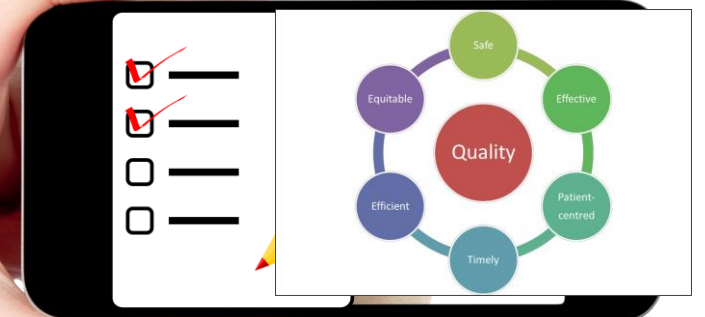 Safe
Equitable
Effective
Quality
Efficient
Patient-
centred
Timely